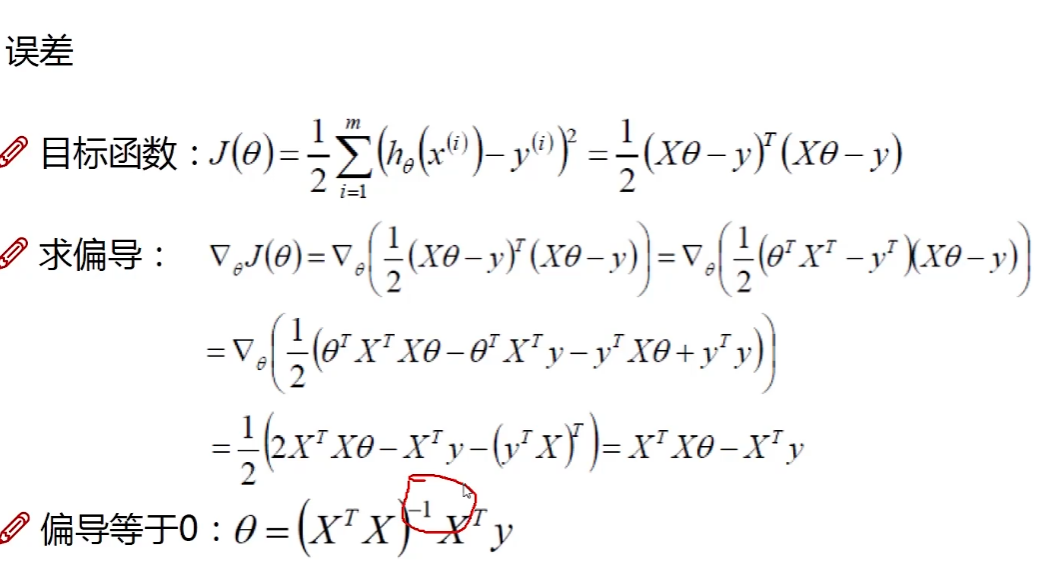 误差
目标函数：J(θ)=1/2 ∑_{i=1}^{m} (h_θ(x^(i))−y^(i))^2 = 1/2 (Xθ−y)^T (Xθ−y)
求偏导： ∇_θ J(θ)=∇_θ(1/2 (Xθ−y)^T (Xθ−y))=∇_θ(1/2 (θ^T X^T −y^T)(Xθ−y))
=∇_θ(1/2 (θ^T X^T Xθ−θ^T X^T y−y^T Xθ+y^T y))
=1/2 (2X^T Xθ−X^T y−(y^T X)^T)=X^T Xθ−X^T y
偏导等于0：θ=(X^T X)^−1 X^T y